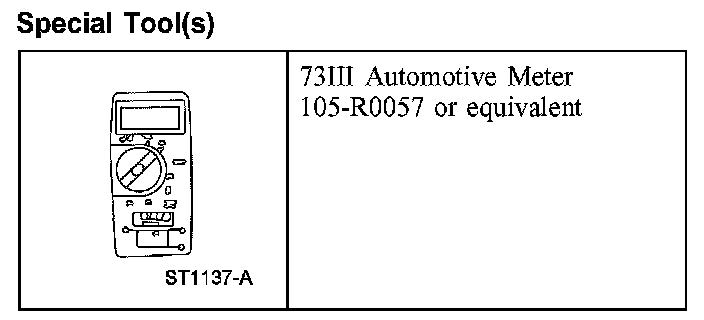 Special Tool(s)
73III Automotive Meter
105-R0057 or equivalent
ST1137-A